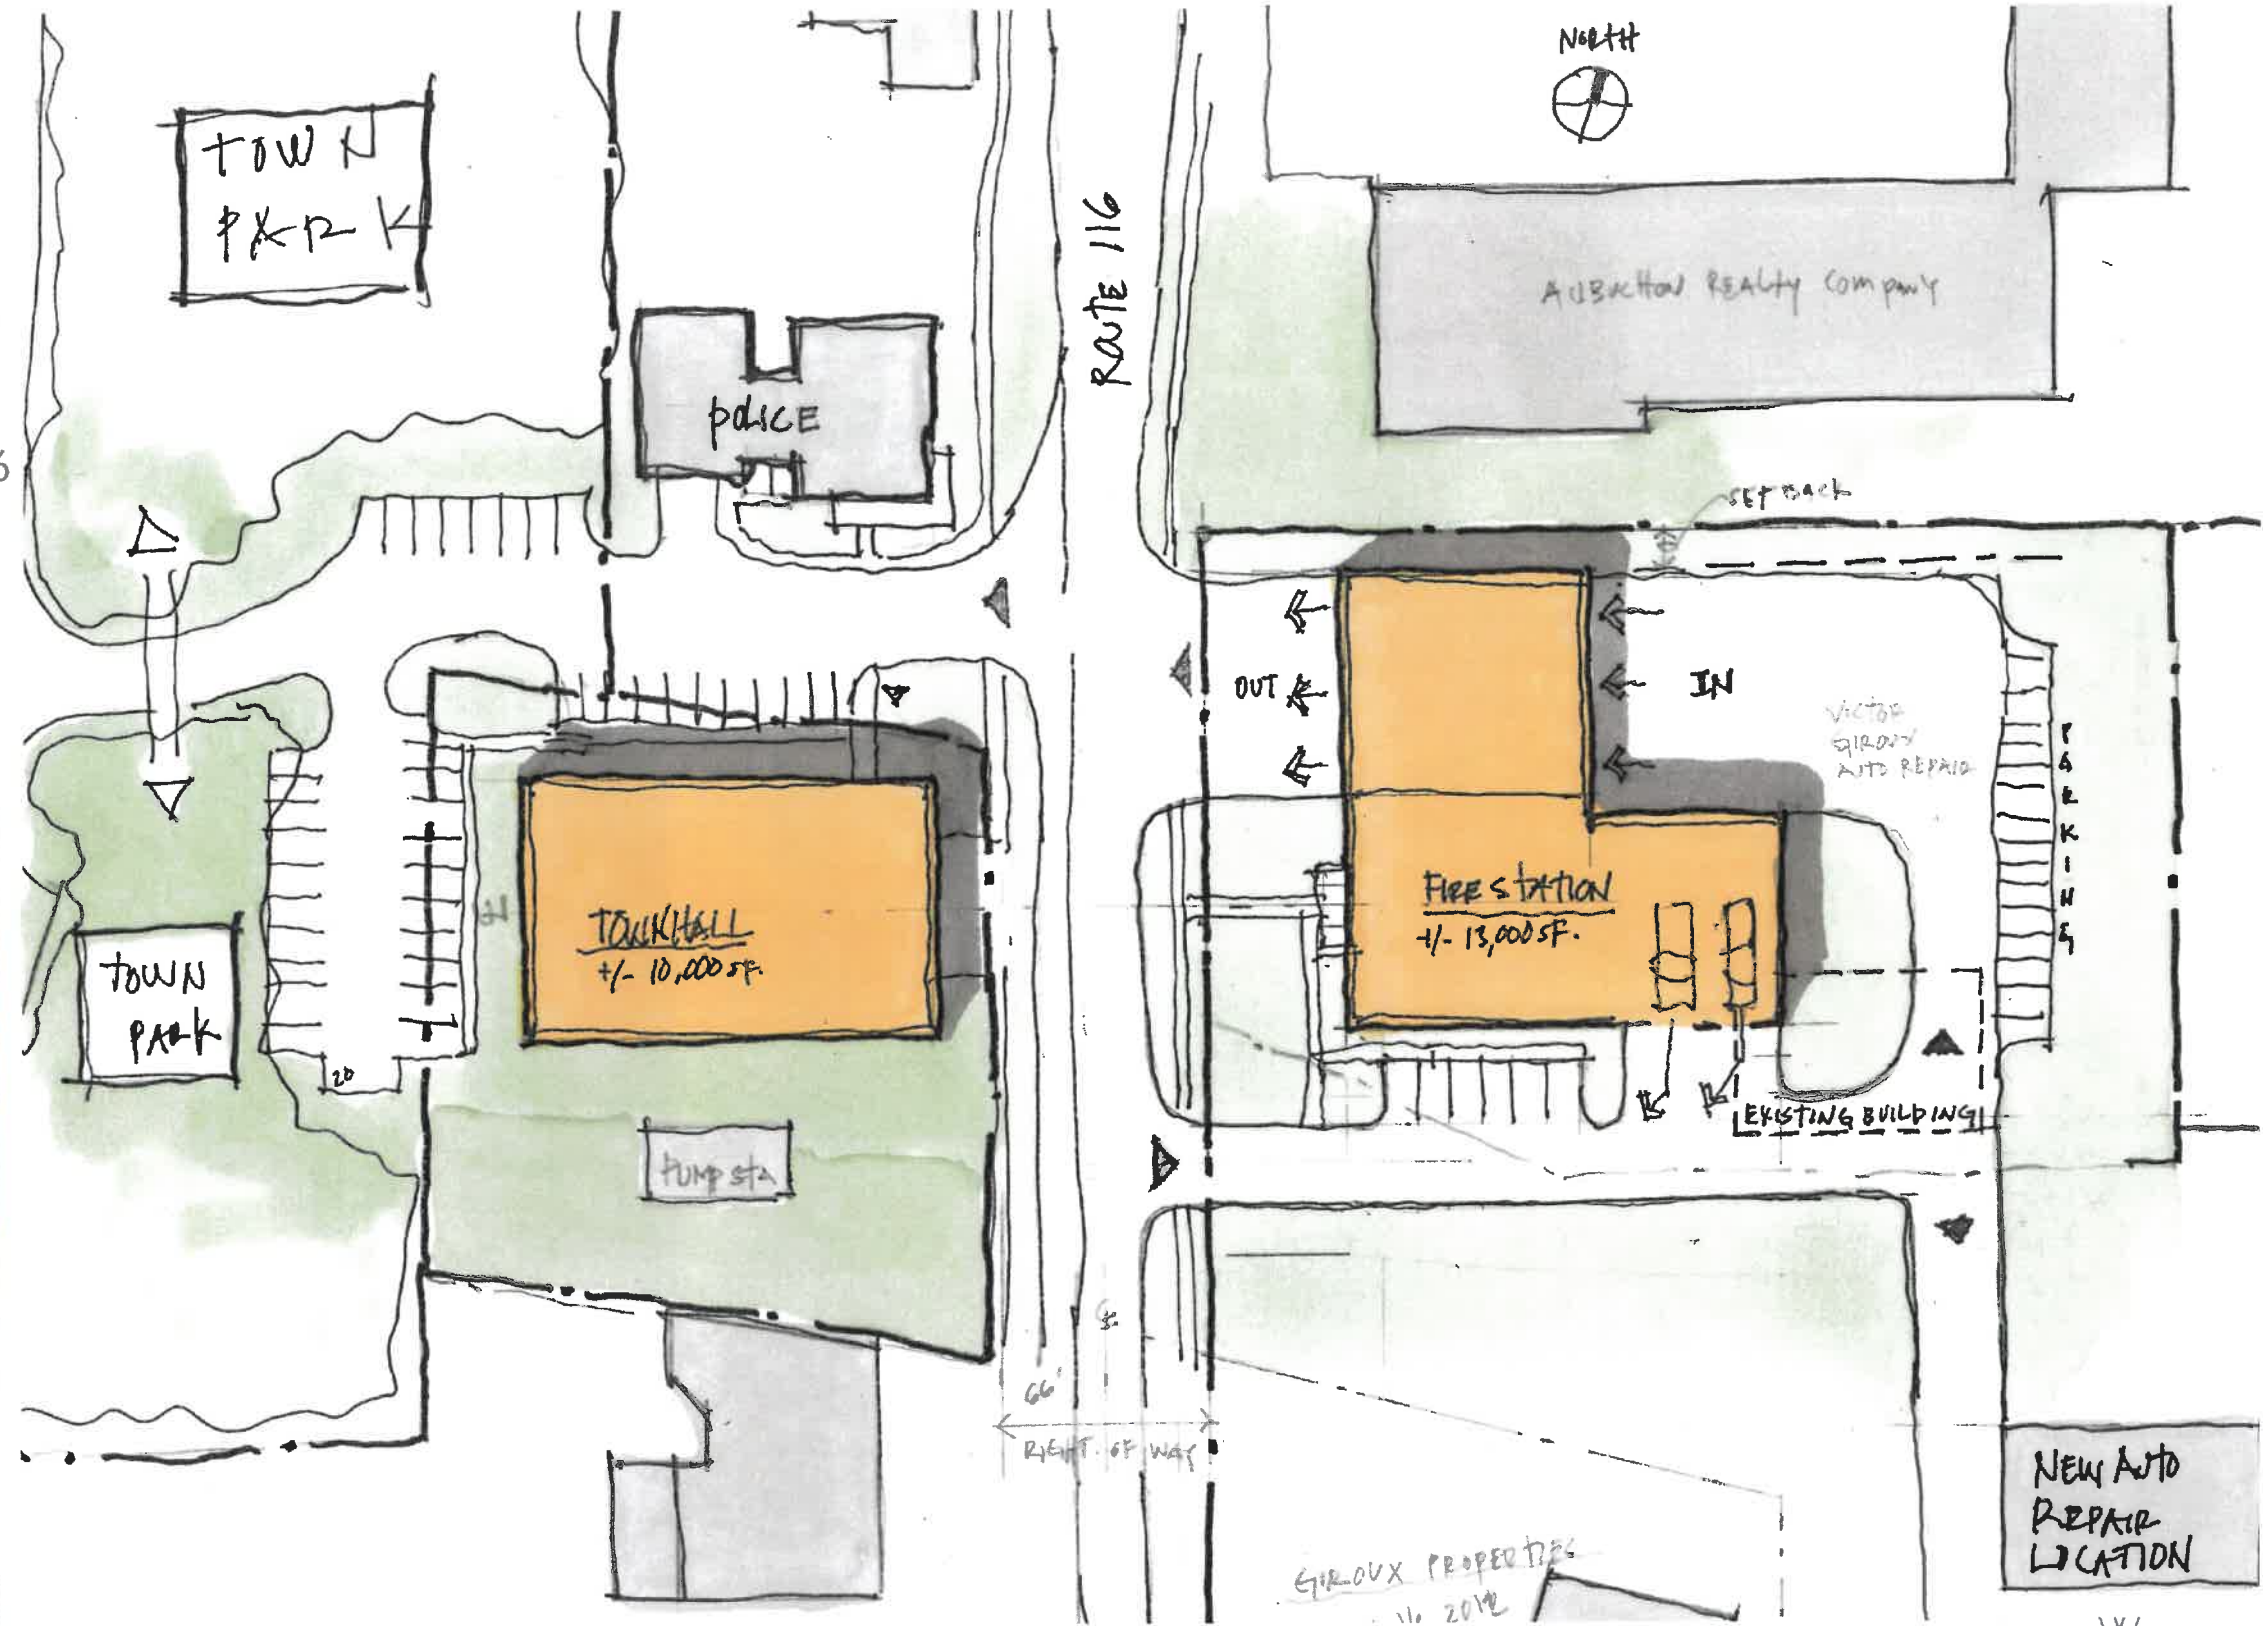 NORTH
TOWN
PARK
ROUTE 116
AUBUCHON REALTY COMPANY
POLICE
SET BACK
OUT
IN
VICTOR
GIROUX
AUTO REPAIR
PARKING
TOWNHALL
+/- 10,000 SF.
FIRE STATION
+/- 13,000 SF.
TOWN
PARK
20
EXISTING BUILDING
PUMP STA
66'
RIGHT OF WAY
NEW AUTO
REPAIR
LOCATION
GIROUX PROPERTIES